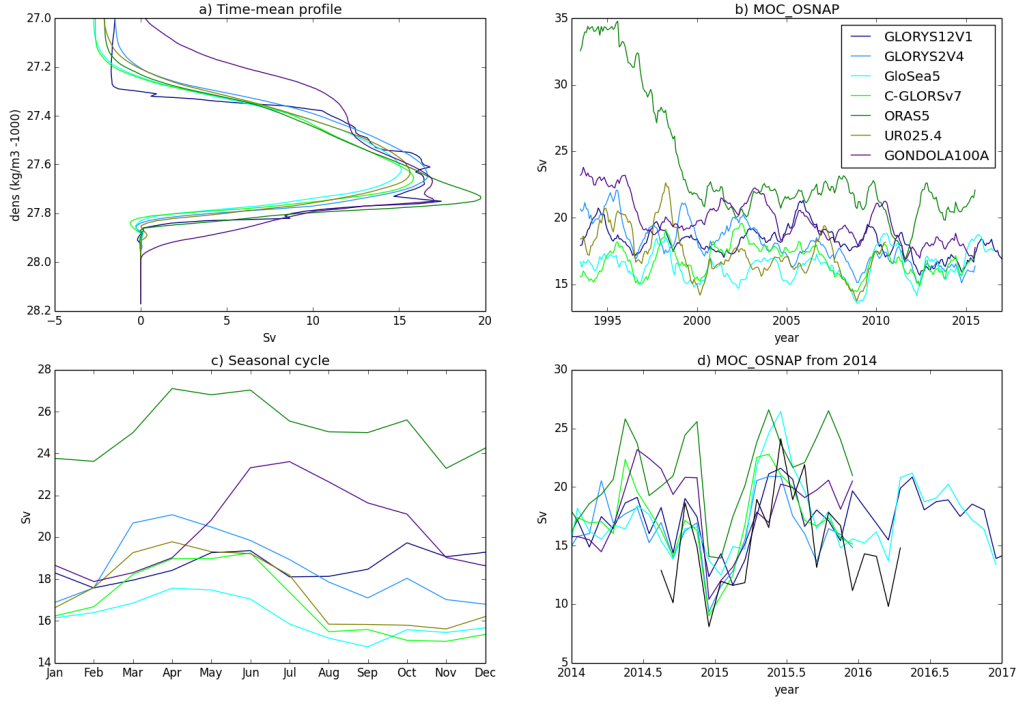 a) Time-mean profile
27.0
27.2
27.4
27.6
27.8
28.0
28.2
dens (kg/m3 -1000)
−5
0
5
10
15
20
Sv
b) MOC_OSNAP
35
30
25
20
15
Sv
1995
2000
2005
2010
2015
year
GLORYS12V1
GLORYS2V4
GloSea5
C-GLORSv7
ORAS5
UR025.4
GONDOLA100A
c) Seasonal cycle
28
26
24
22
20
18
16
14
Sv
Jan Feb Mar Apr May Jun Jul Aug Sep Oct Nov Dec
d) MOC_OSNAP from 2014
30
25
20
15
10
5
Sv
2014 2014.5 2015 2015.5 2016 2016.5 2017
year